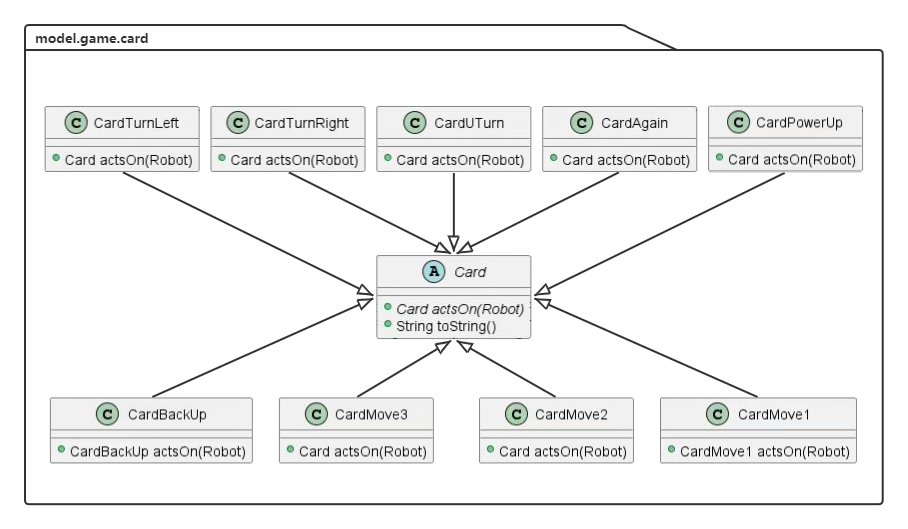 model.game.card
C CardTurnLeft
Card actsOn(Robot)
C CardTurnRight
Card actsOn(Robot)
C CardUTurn
Card actsOn(Robot)
C CardAgain
Card actsOn(Robot)
C CardPowerUp
Card actsOn(Robot)
A Card
Card actsOn(Robot)
String toString()
C CardBackUp
CardBackUp actsOn(Robot)
C CardMove3
Card actsOn(Robot)
C CardMove2
Card actsOn(Robot)
C CardMove1
CardMove1 actsOn(Robot)